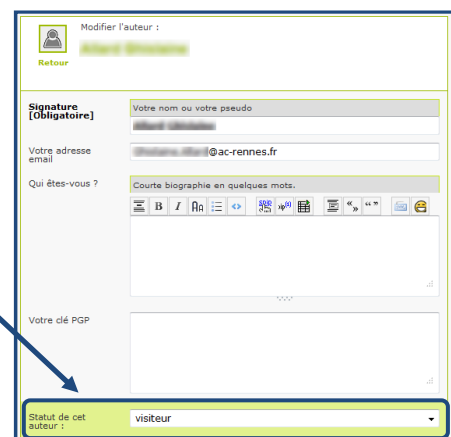 Modifier l'auteur :
Retour
Signature
[Obligatoire]
Votre nom ou votre pseudo
Votre adresse
email
@ac-rennes.fr
Qui êtes-vous ?
Courte biographie en quelques mots.
Votre clé PGP
Statut de cet
auteur :
visiteur